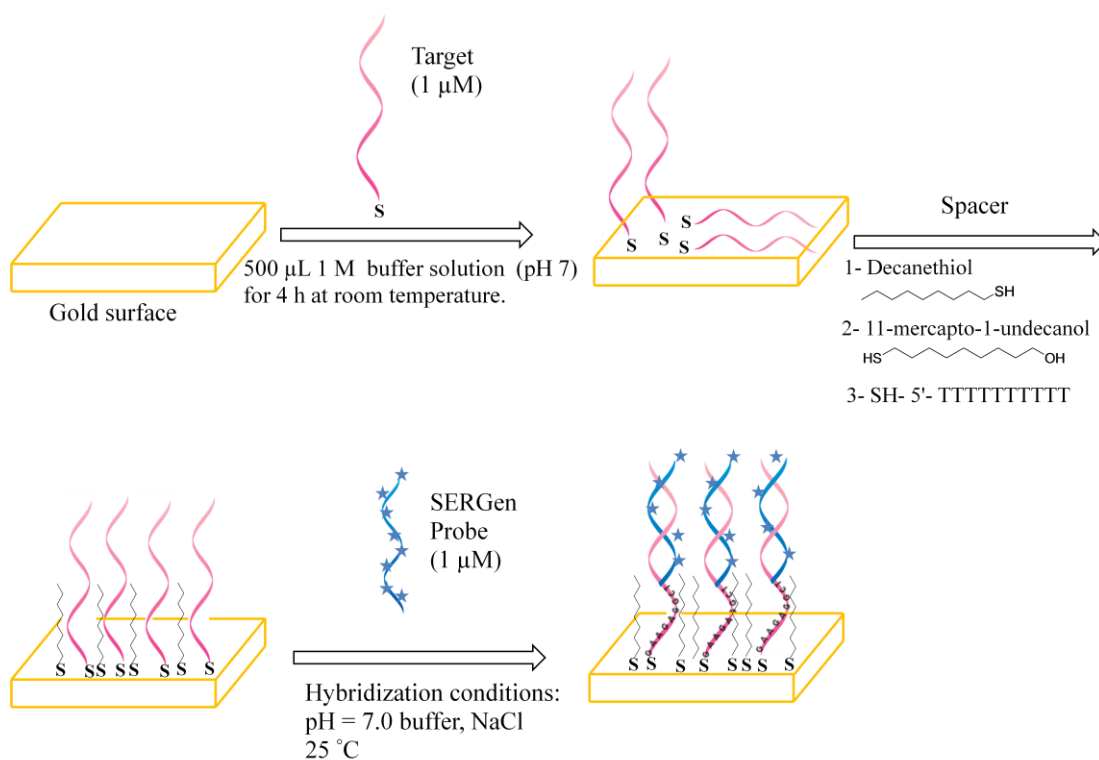 Target
(1 µM)
S
Gold surface
500 µL 1 M buffer solution (pH 7)
for 4 h at room temperature.
S S S
S
Spacer
1- Decanethiol
SH
2- 11-mercapto-1-undecanol
HS OH
3- SH- 5'- TTTTTTTTTT
S SSSS S S
SERGen
Probe
(1 µM)
Hybridization conditions:
pH = 7.0 buffer, NaCl
25 °C
S S S S S S S S